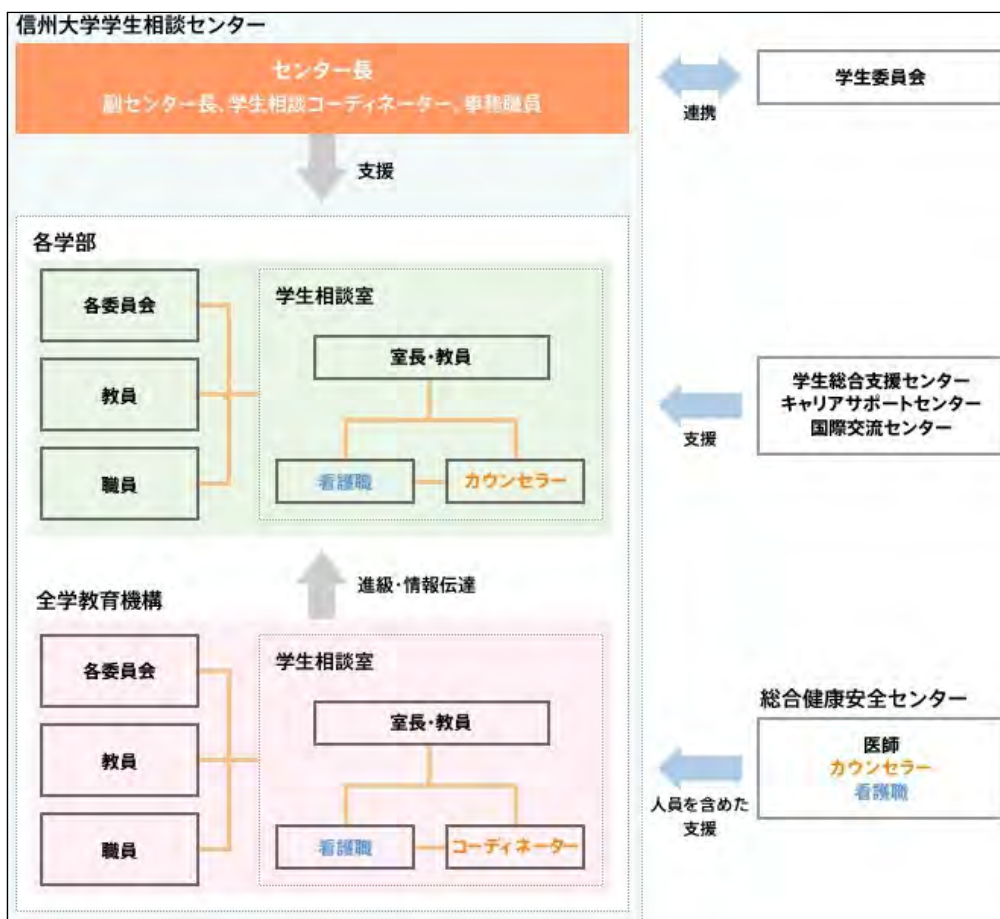 信州大学学生相談センター
センター長
副センター長、学生相談コーディネーター、事務職員
連携
学生委員会
支援
各学部
各委員会
教員
職員
学生相談室
室長・教員
看護職
カウンセラー
支援
学生総合支援センター
キャリアサポートセンター
国際交流センター
進級・情報伝達
全学教育機構
各委員会
教員
職員
学生相談室
室長・教員
看護職
コーディネーター
人員を含めた
支援
総合健康安全センター
医師
カウンセラー
看護職